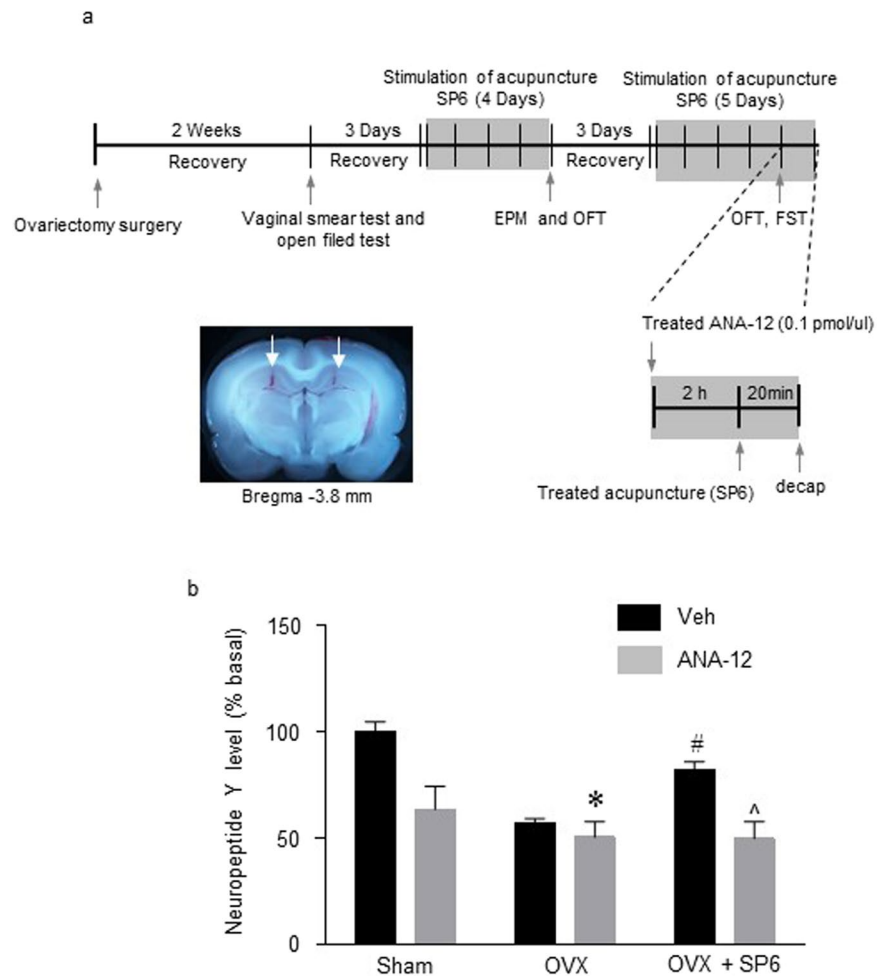 a
Stimulation of acupuncture
SP6 (4 Days)
Stimulation of acupuncture
SP6 (5 Days)
2 Weeks
Recovery
3 Days
Recovery
3 Days
Recovery
Ovariectomy surgery
Vaginal smear test and
open filed test
EPM and OFT
OFT, FST
Treated ANA-12 (0.1 pmol/ul)
2 h
20min
Treated acupuncture (SP6)
decap
Bregma -3.8 mm
b
Veh
ANA-12
Neuropeptide Y level (% basal)
150
100
50
0
#
*
^
Sham
OVX
OVX + SP6